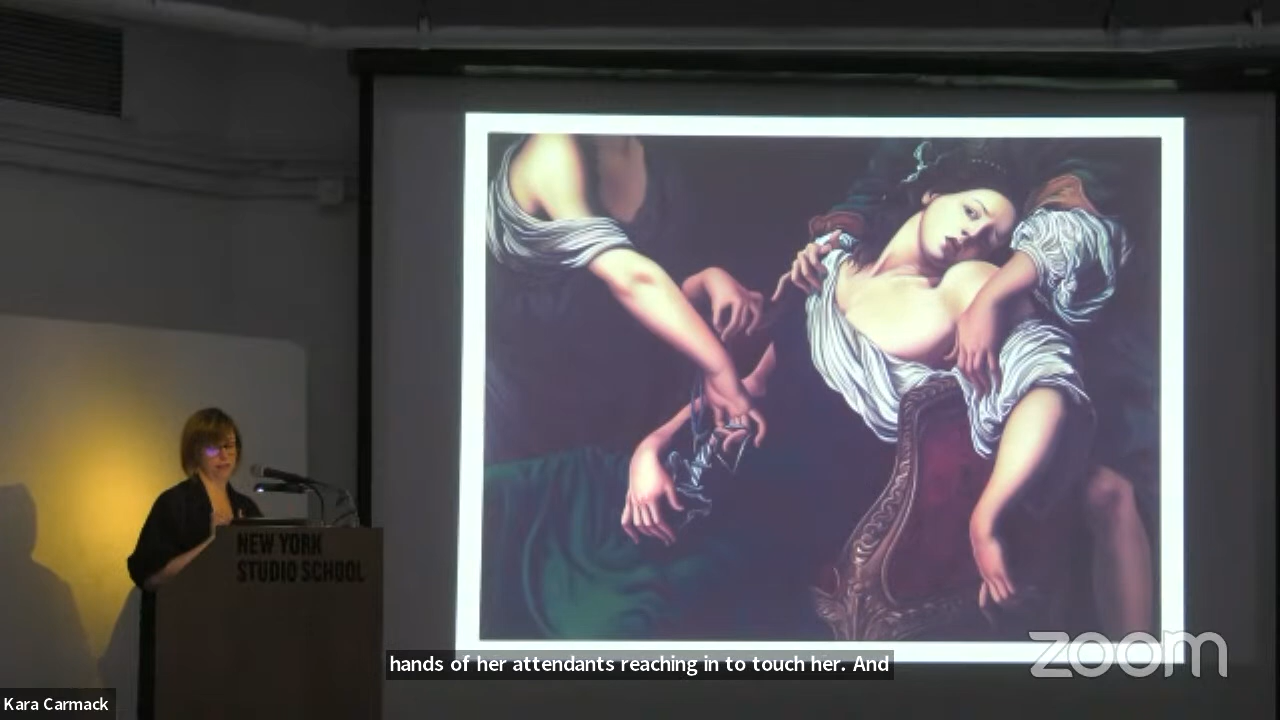 NEW YORK
STUDIO SCHOOL
hands of her attendants reaching in to touch her. And
zoom
Kara Carmack